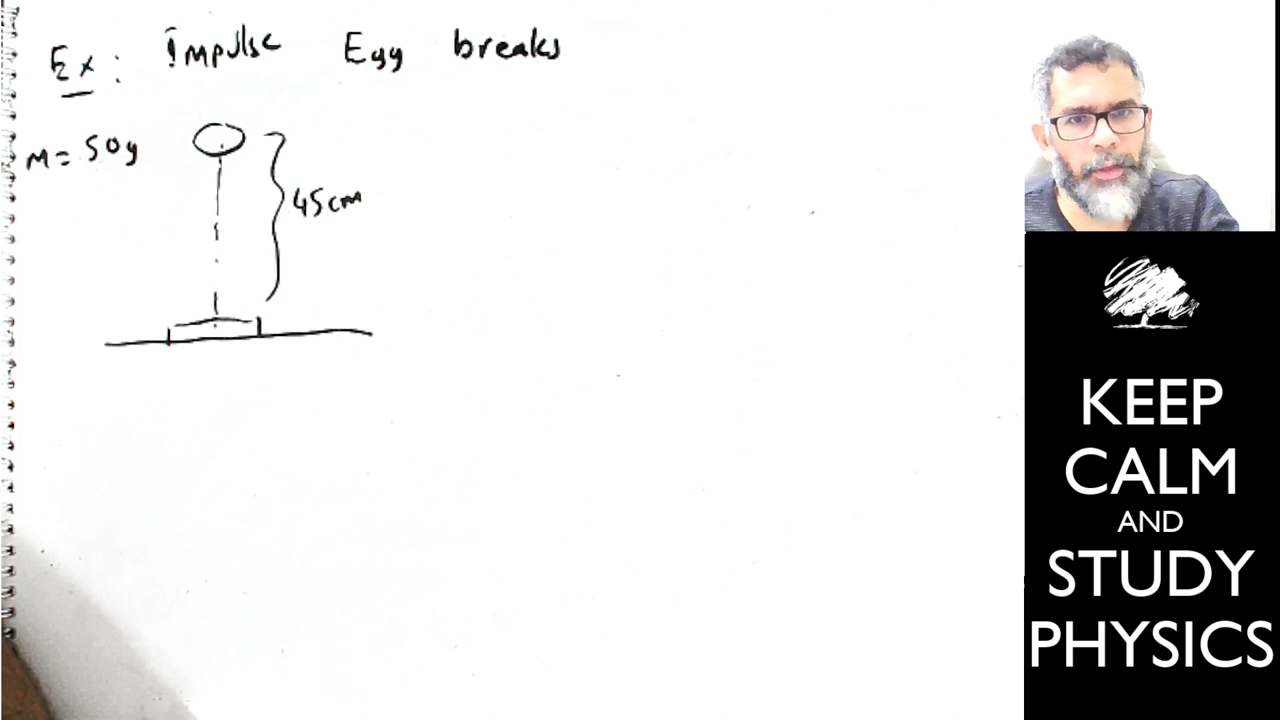 Ex: Impulse Egg breaks
M = 50g
45cm
KEEP
CALM
AND
STUDY
PHYSICS